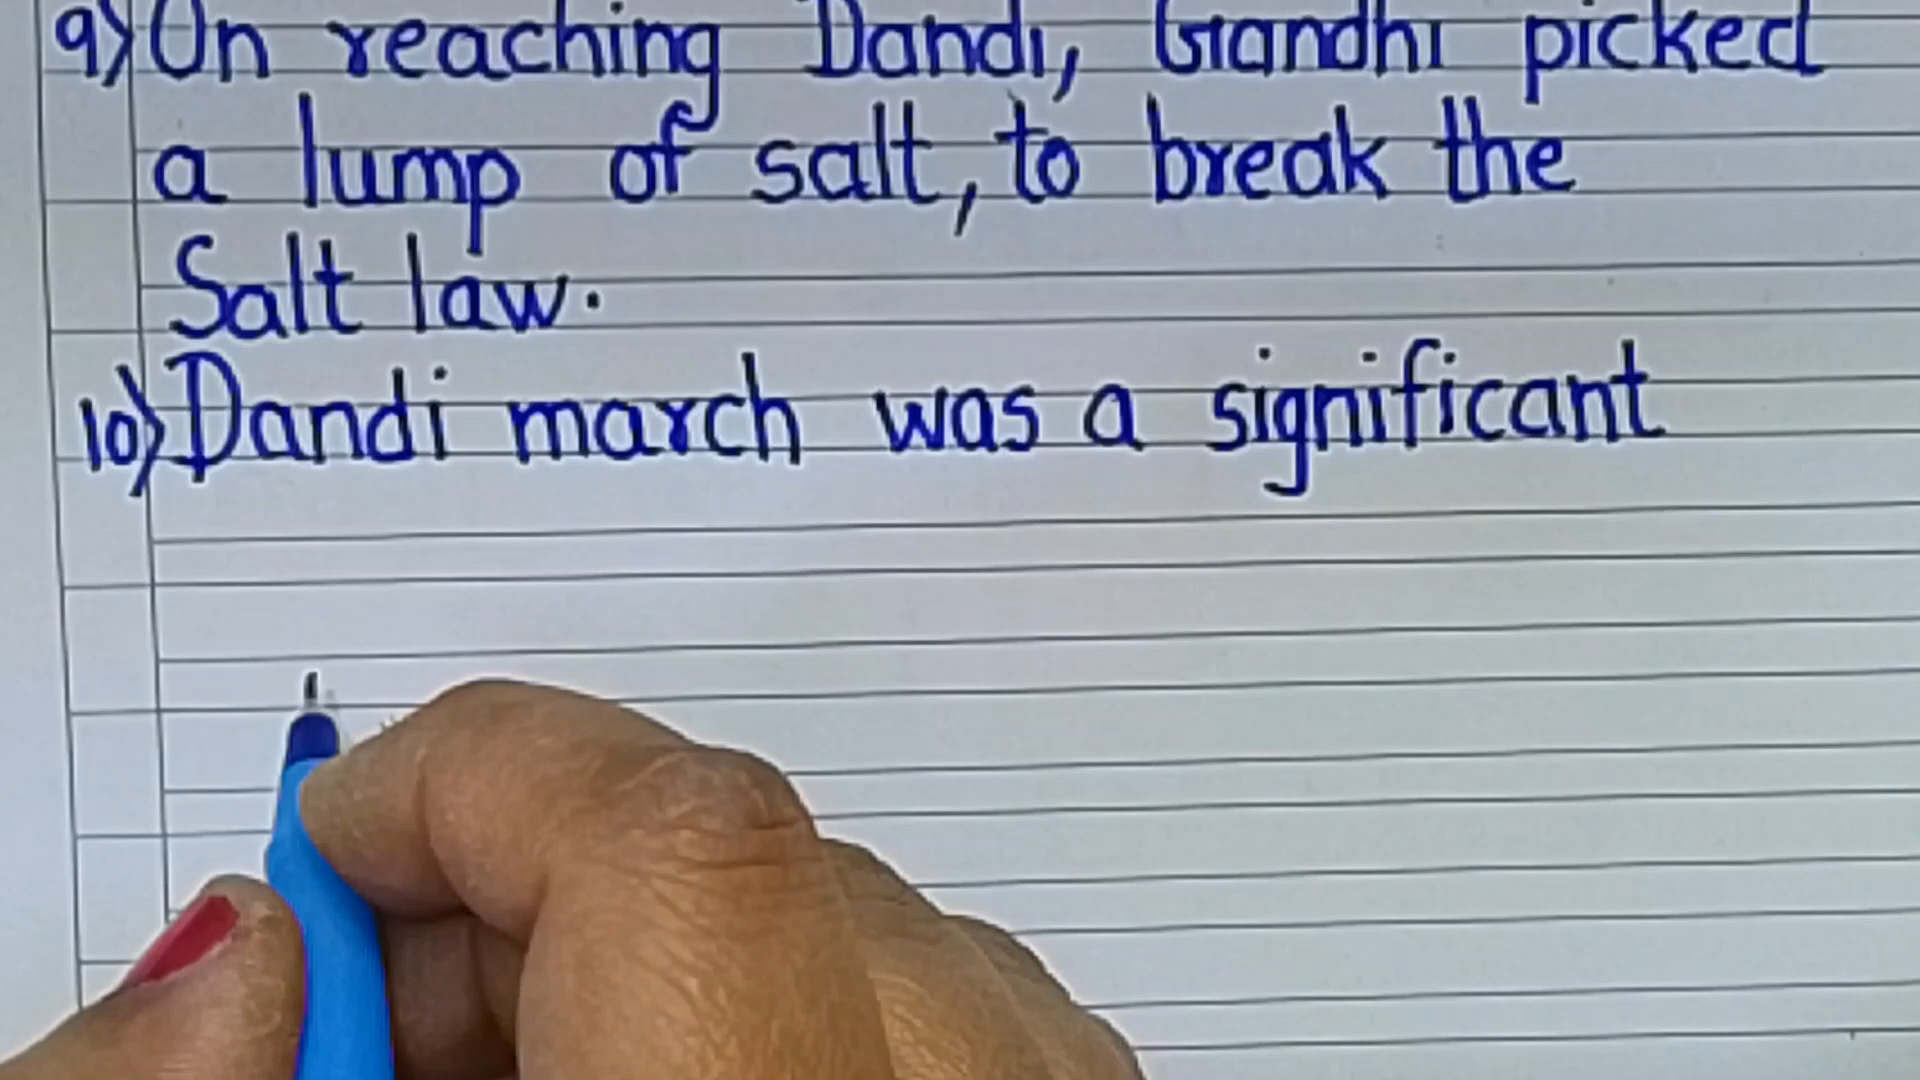 9) On reaching Dandi, Gandhi picked
a lump of salt, to break the
Salt law.
10) Dandi march was a significant